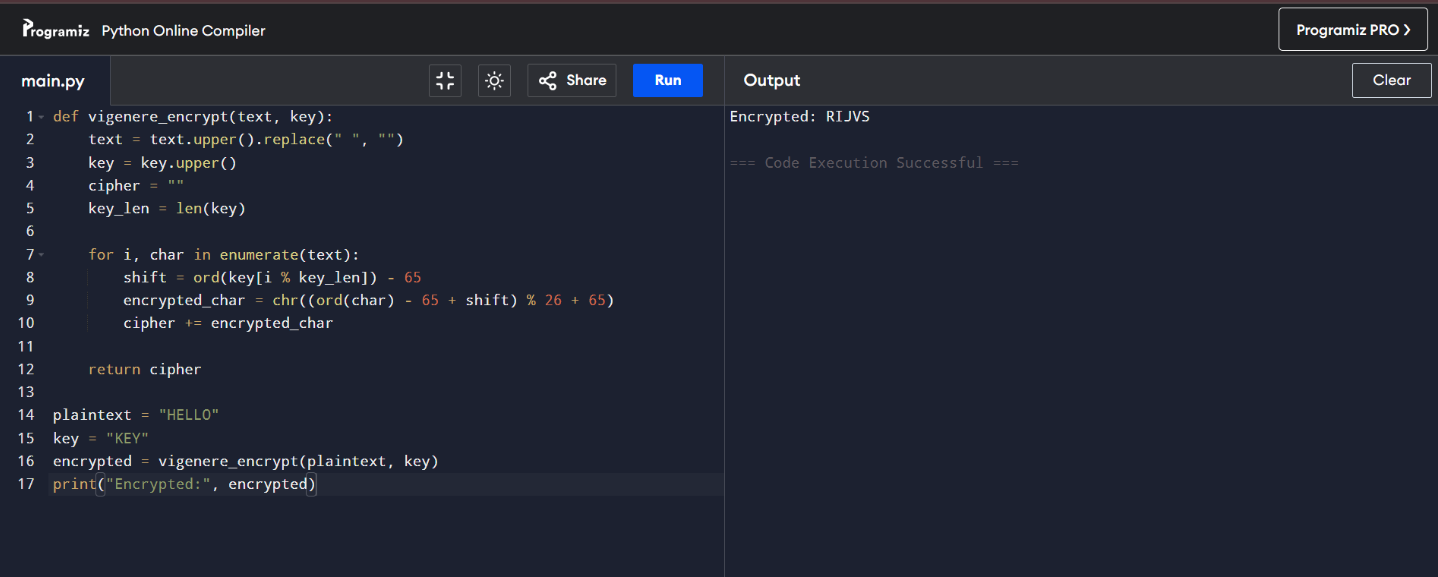 Programiz Python Online Compiler
Programiz PRO ❯
main.py
Share
Run
Output
Clear
1 def vigenere_encrypt(text, key):
2     text = text.upper().replace(" ", "")
3     key = key.upper()
4     cipher = ""
5     key_len = len(key)
6
7     for i, char in enumerate(text):
8         shift = ord(key[i % key_len]) - 65
9         encrypted_char = chr((ord(char) - 65 + shift) % 26 + 65)
10         cipher += encrypted_char
11
12     return cipher
13
14 plaintext = "HELLO"
15 key = "KEY"
16 encrypted = vigenere_encrypt(plaintext, key)
17 print("Encrypted:", encrypted)
Encrypted: RIJVS
=== Code Execution Successful ===